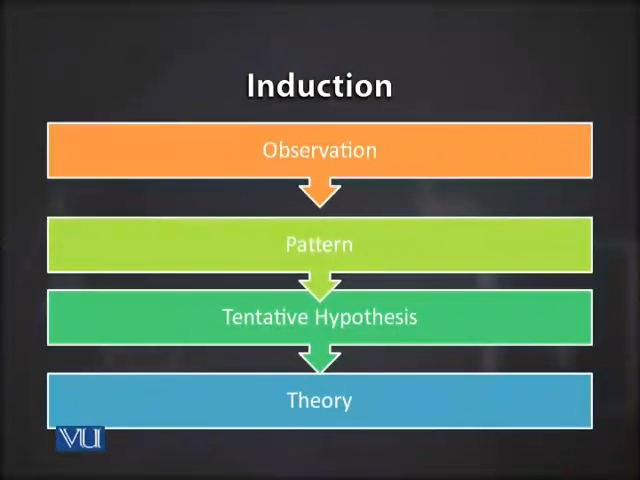 Induction
Observation
Pattern
Tentative Hypothesis
Theory
VU